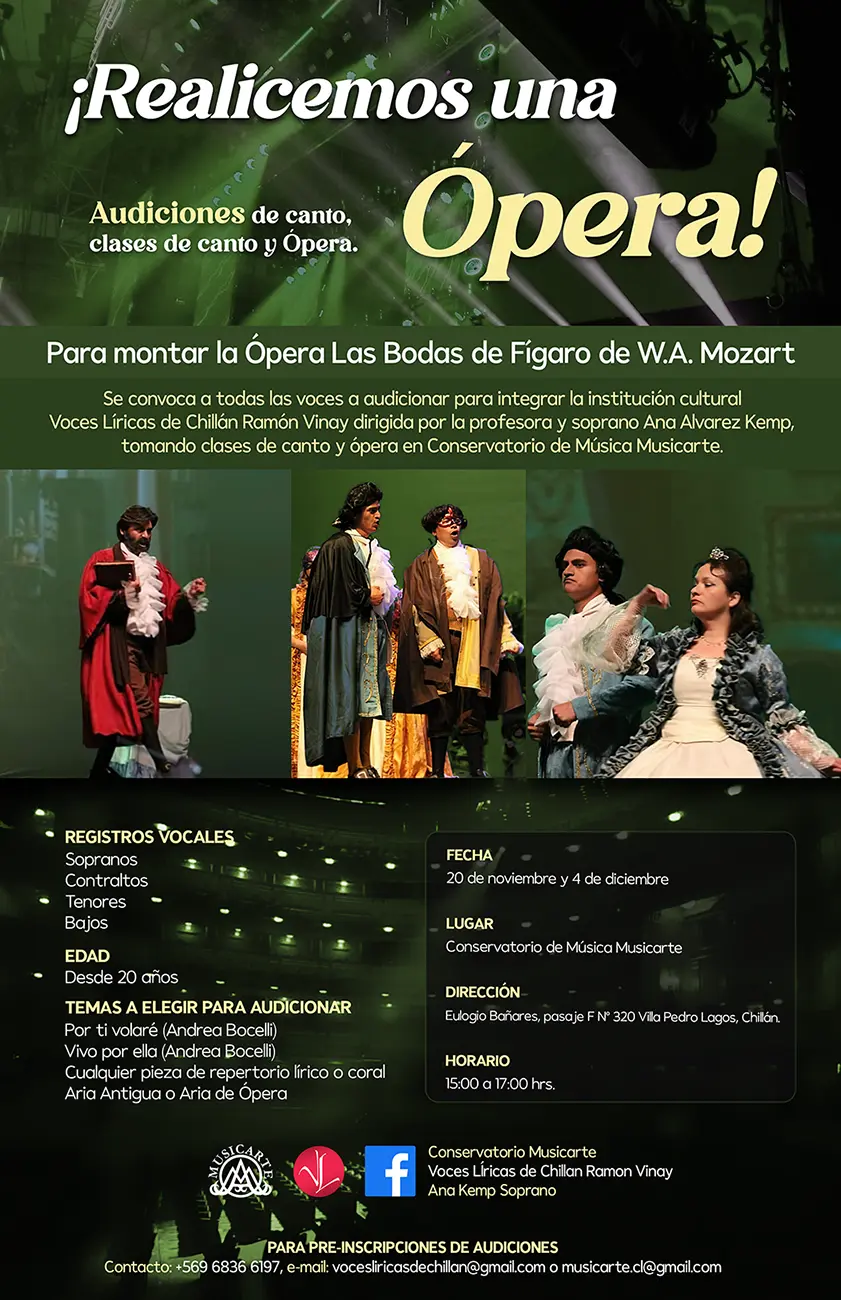 ¡Realicemos una
Ópera!
Audiciones de canto,
clases de canto y Ópera.
Para montar la Ópera Las Bodas de Fígaro de W.A. Mozart
Se convoca a todas las voces a audicionar para integrar la institución cultural
Voces Líricas de Chillán Ramón Vinay dirigida por la profesora y soprano Ana Alvarez Kemp,
tomando clases de canto y ópera en Conservatorio de Música Musicarte.
REGISTROS VOCALES
Sopranos
Contraltos
Tenores
Bajos
EDAD
Desde 20 años
TEMAS A ELEGIR PARA AUDICIONAR
Por ti volaré (Andrea Bocelli)
Vivo por ella (Andrea Bocelli)
Cualquier pieza de repertorio lírico o coral
Aria Antigua o Aria de Ópera
FECHA
20 de noviembre y 4 de diciembre
LUGAR
Conservatorio de Música Musicarte
DIRECCIÓN
Eulogio Bañares, pasaje F N° 320 Villa Pedro Lagos, Chillán.
HORARIO
15:00 a 17:00 hrs.
MUSICARTE
VL
f
Conservatorio Musicarte
Voces Líricas de Chillan Ramon Vinay
Ana Kemp Soprano
PARA PRE-INSCRIPCIONES DE AUDICIONES
Contacto: +569 6836 6197, e-mail: vocesliricasdechillan@gmail.com o musicarte.cl@gmail.com